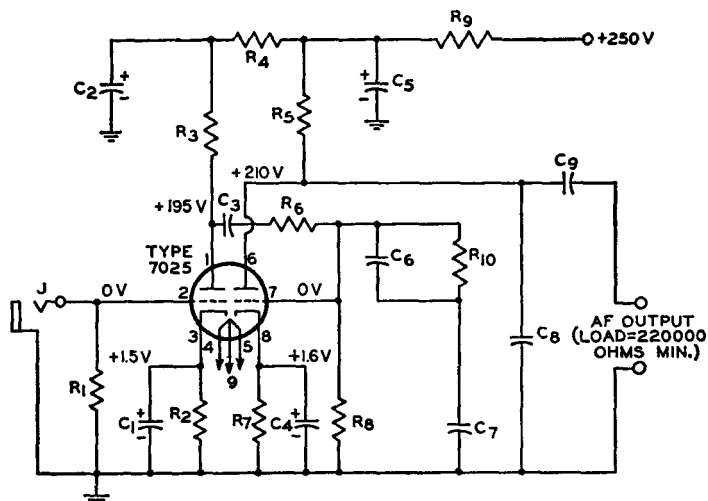 R9
+250 V
R4
C2
+
-
+
-
C5
R3
R5
+210 V
C9
+195 V
C3
R6
TYPE
7025
1
6
C6
R10
J
0 V
2
7
0 V
AF OUTPUT
(LOAD=220000
OHMS MIN.)
C8
3
4
5
8
+1.5 V
9
+1.6 V
R1
C1
+
-
R2
R7
C4
+
-
R8
C7